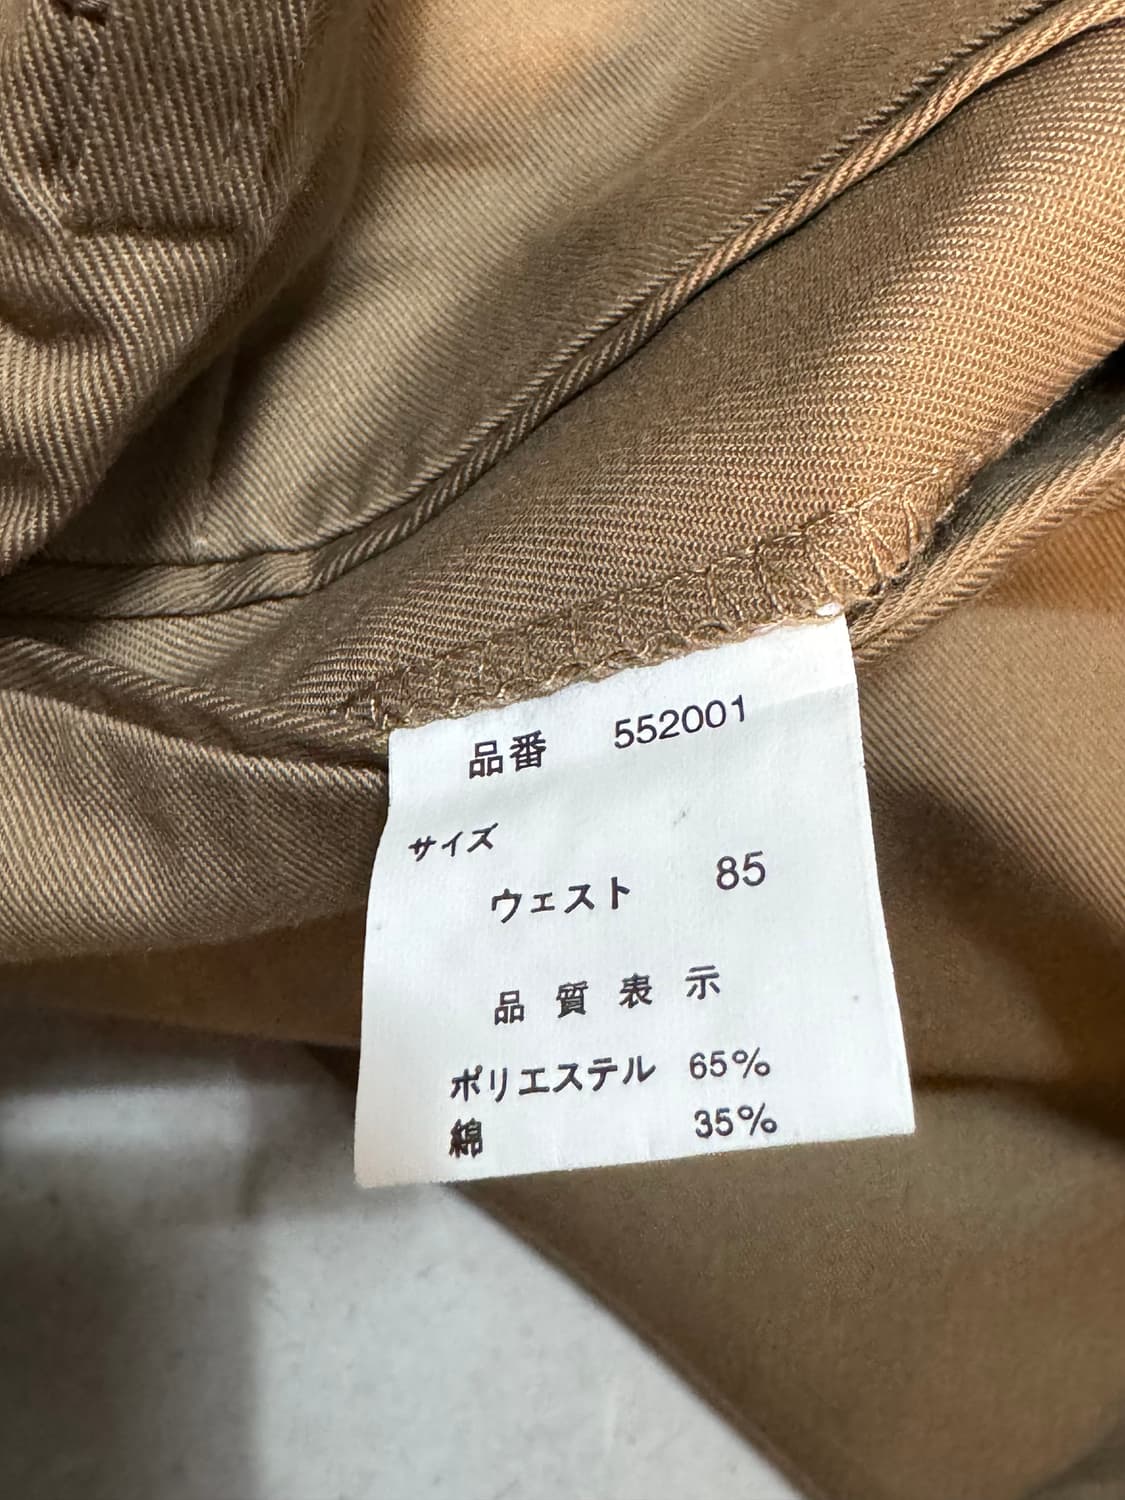 品番 552001
サイズ
ウェスト 85
品質表示
ポリエステル 65%
綿 35%